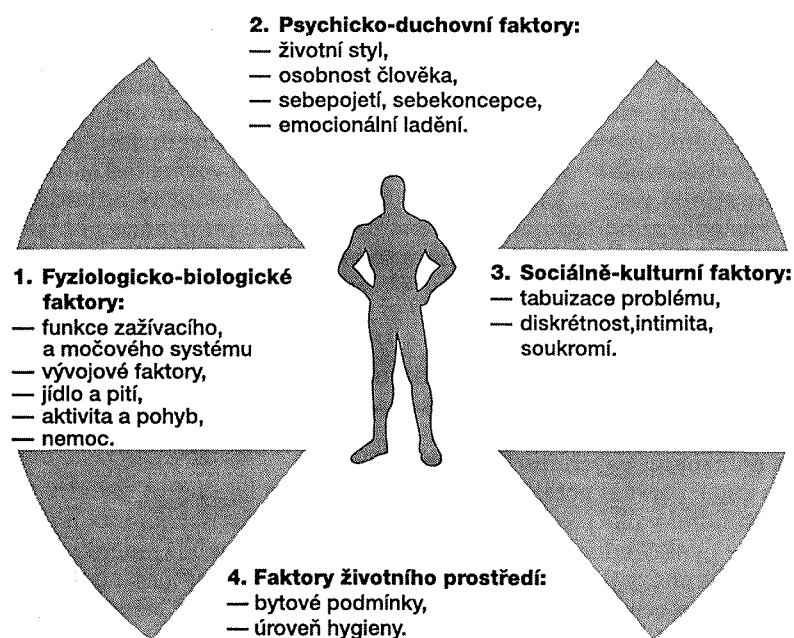 2. Psychicko-duchovní faktory:
— životní styl,
— osobnost člověka,
— sebepojetí, sebekoncepce,
— emocionální ladění.
1. Fyziologicko-biologické
faktory:
— funkce zažívacího,
a močového systému
— vývojové faktory,
— jídlo a pití,
— aktivita a pohyb,
— nemoc.
3. Sociálně-kulturní faktory:
— tabuizace problému,
— diskrétnost,intimita,
soukromí.
4. Faktory životního prostředí:
— bytové podmínky,
— úroveň hygieny.